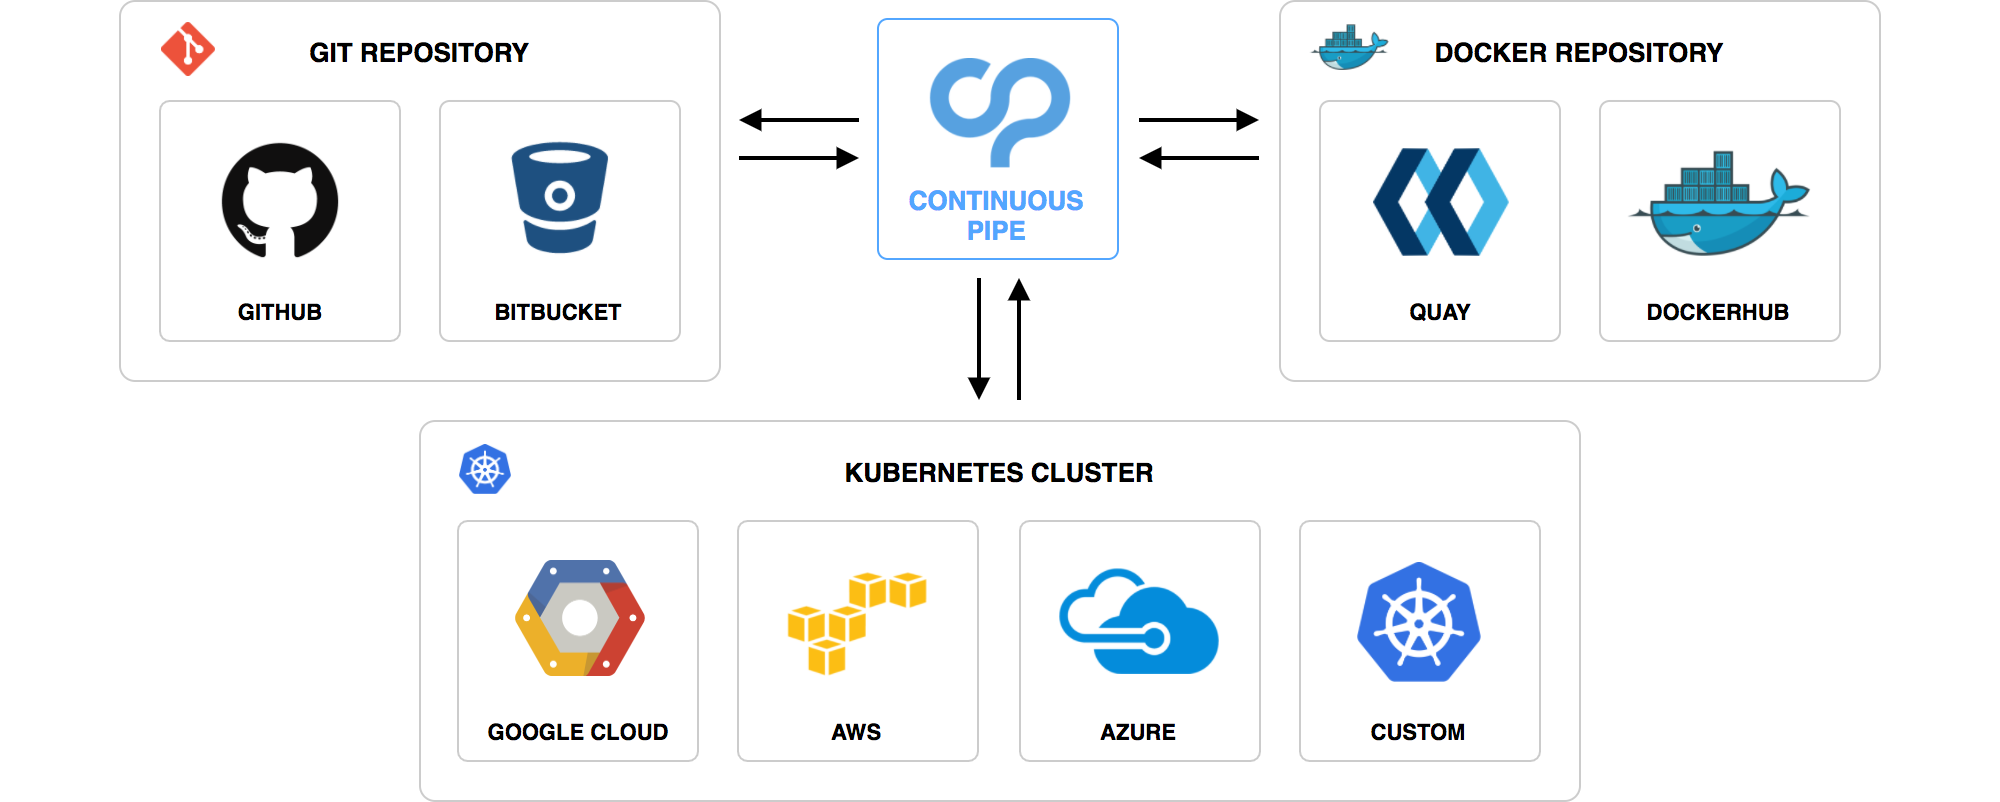 GIT REPOSITORY
GITHUB
BITBUCKET
CONTINUOUS
PIPE
DOCKER REPOSITORY
QUAY
DOCKERHUB
KUBERNETES CLUSTER
GOOGLE CLOUD
AWS
AZURE
CUSTOM